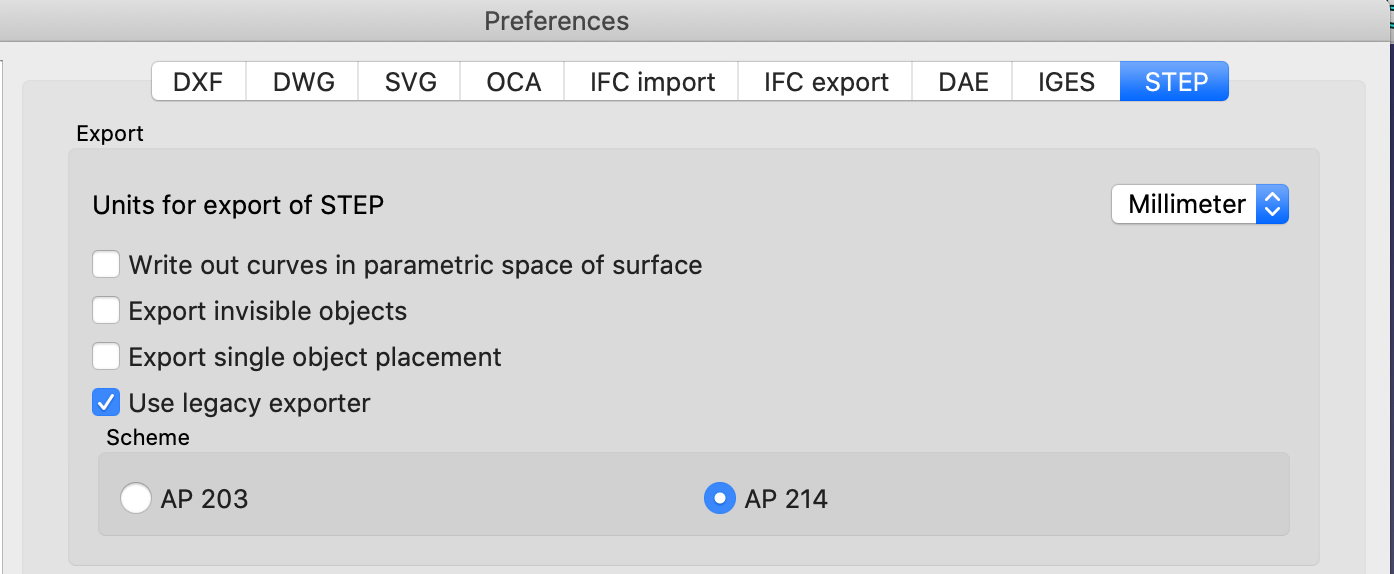 Preferences
DXF DWG SVG OCA IFC import IFC export DAE IGES STEP
Export
Units for export of STEP Millimeter
Write out curves in parametric space of surface
Export invisible objects
Export single object placement
Use legacy exporter
Scheme
AP 203 AP 214